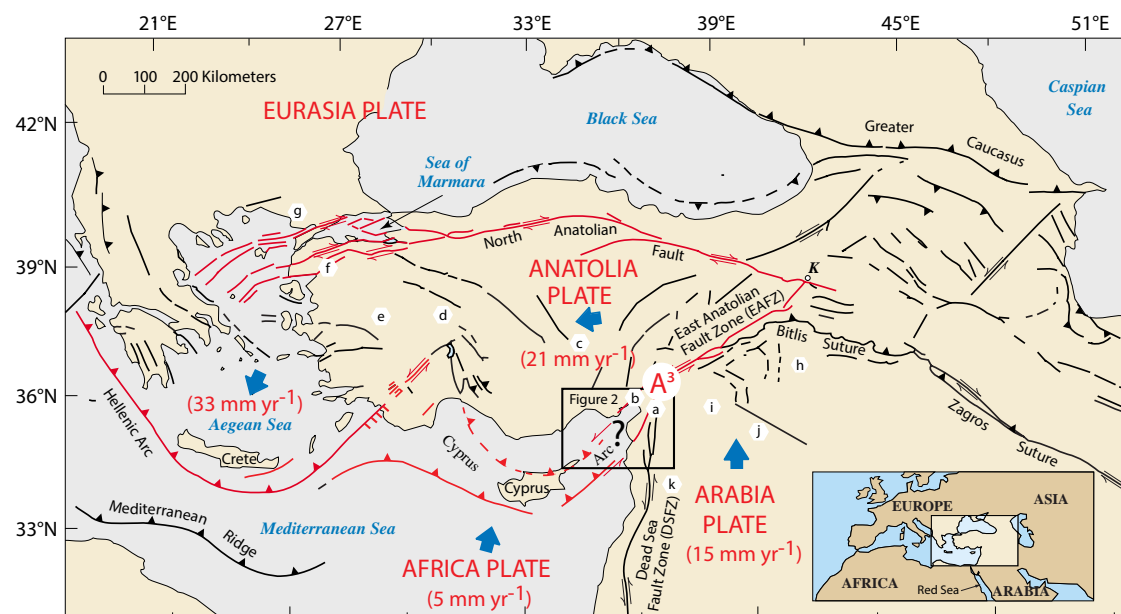 21°E 27°E 33°E 39°E 45°E 51°E
0 100 200 Kilometers
EURASIA PLATE
Caspian
Sea
42°N
Black Sea
Greater
Caucasus
Sea of
Marmara
g
North Anatolian Fault
39°N
f
ANATOLIA
PLATE
K
East Anatolian
Fault Zone (EAFZ)
e
d
c
(21 mm yr-1)
Bitlis Suture
h
36°N
A3
Figure 2
b
a
i
j
(33 mm yr-1)
Aegean Sea
Hellenic Arc
Zagros
Suture
Crete
Cyprus
Arc
?
Cyprus
k
ARABIA
PLATE
(15 mm yr-1)
Mediterranean
Ridge
33°N
Mediterranean Sea
AFRICA PLATE
(5 mm yr-1)
Dead Sea
Fault Zone (DSFZ)
EUROPE
ASIA
AFRICA
Red Sea
ARABIA